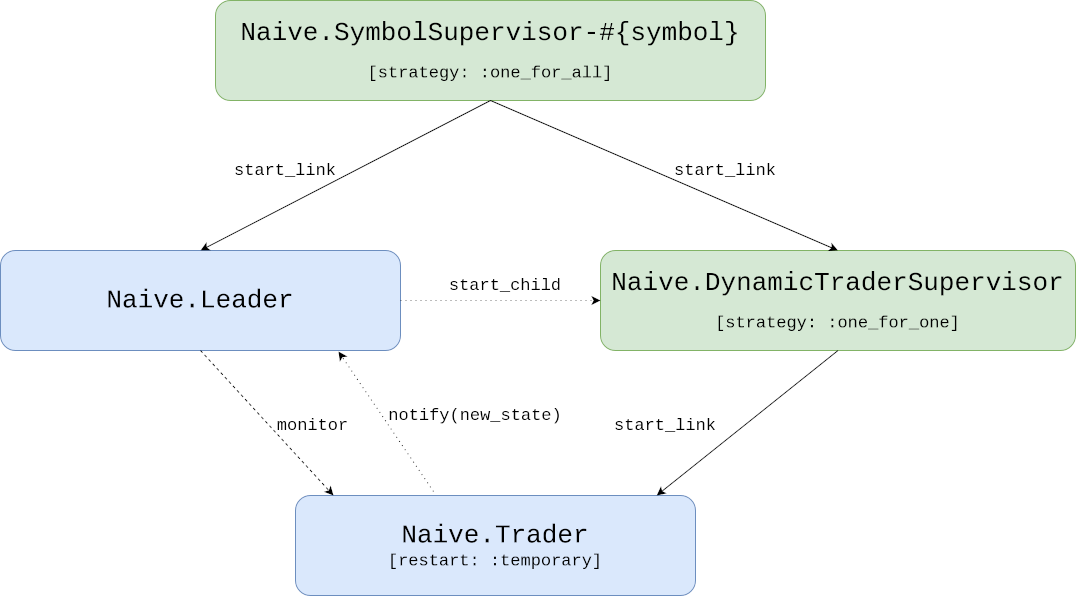 Naive.SymbolSupervisor-#{symbol}
[strategy: :one_for_all]
start_link
start_link
Naive.Leader
start_child
Naive.DynamicTraderSupervisor
[strategy: :one_for_one]
monitor
notify(new_state)
start_link
Naive.Trader
[restart: :temporary]